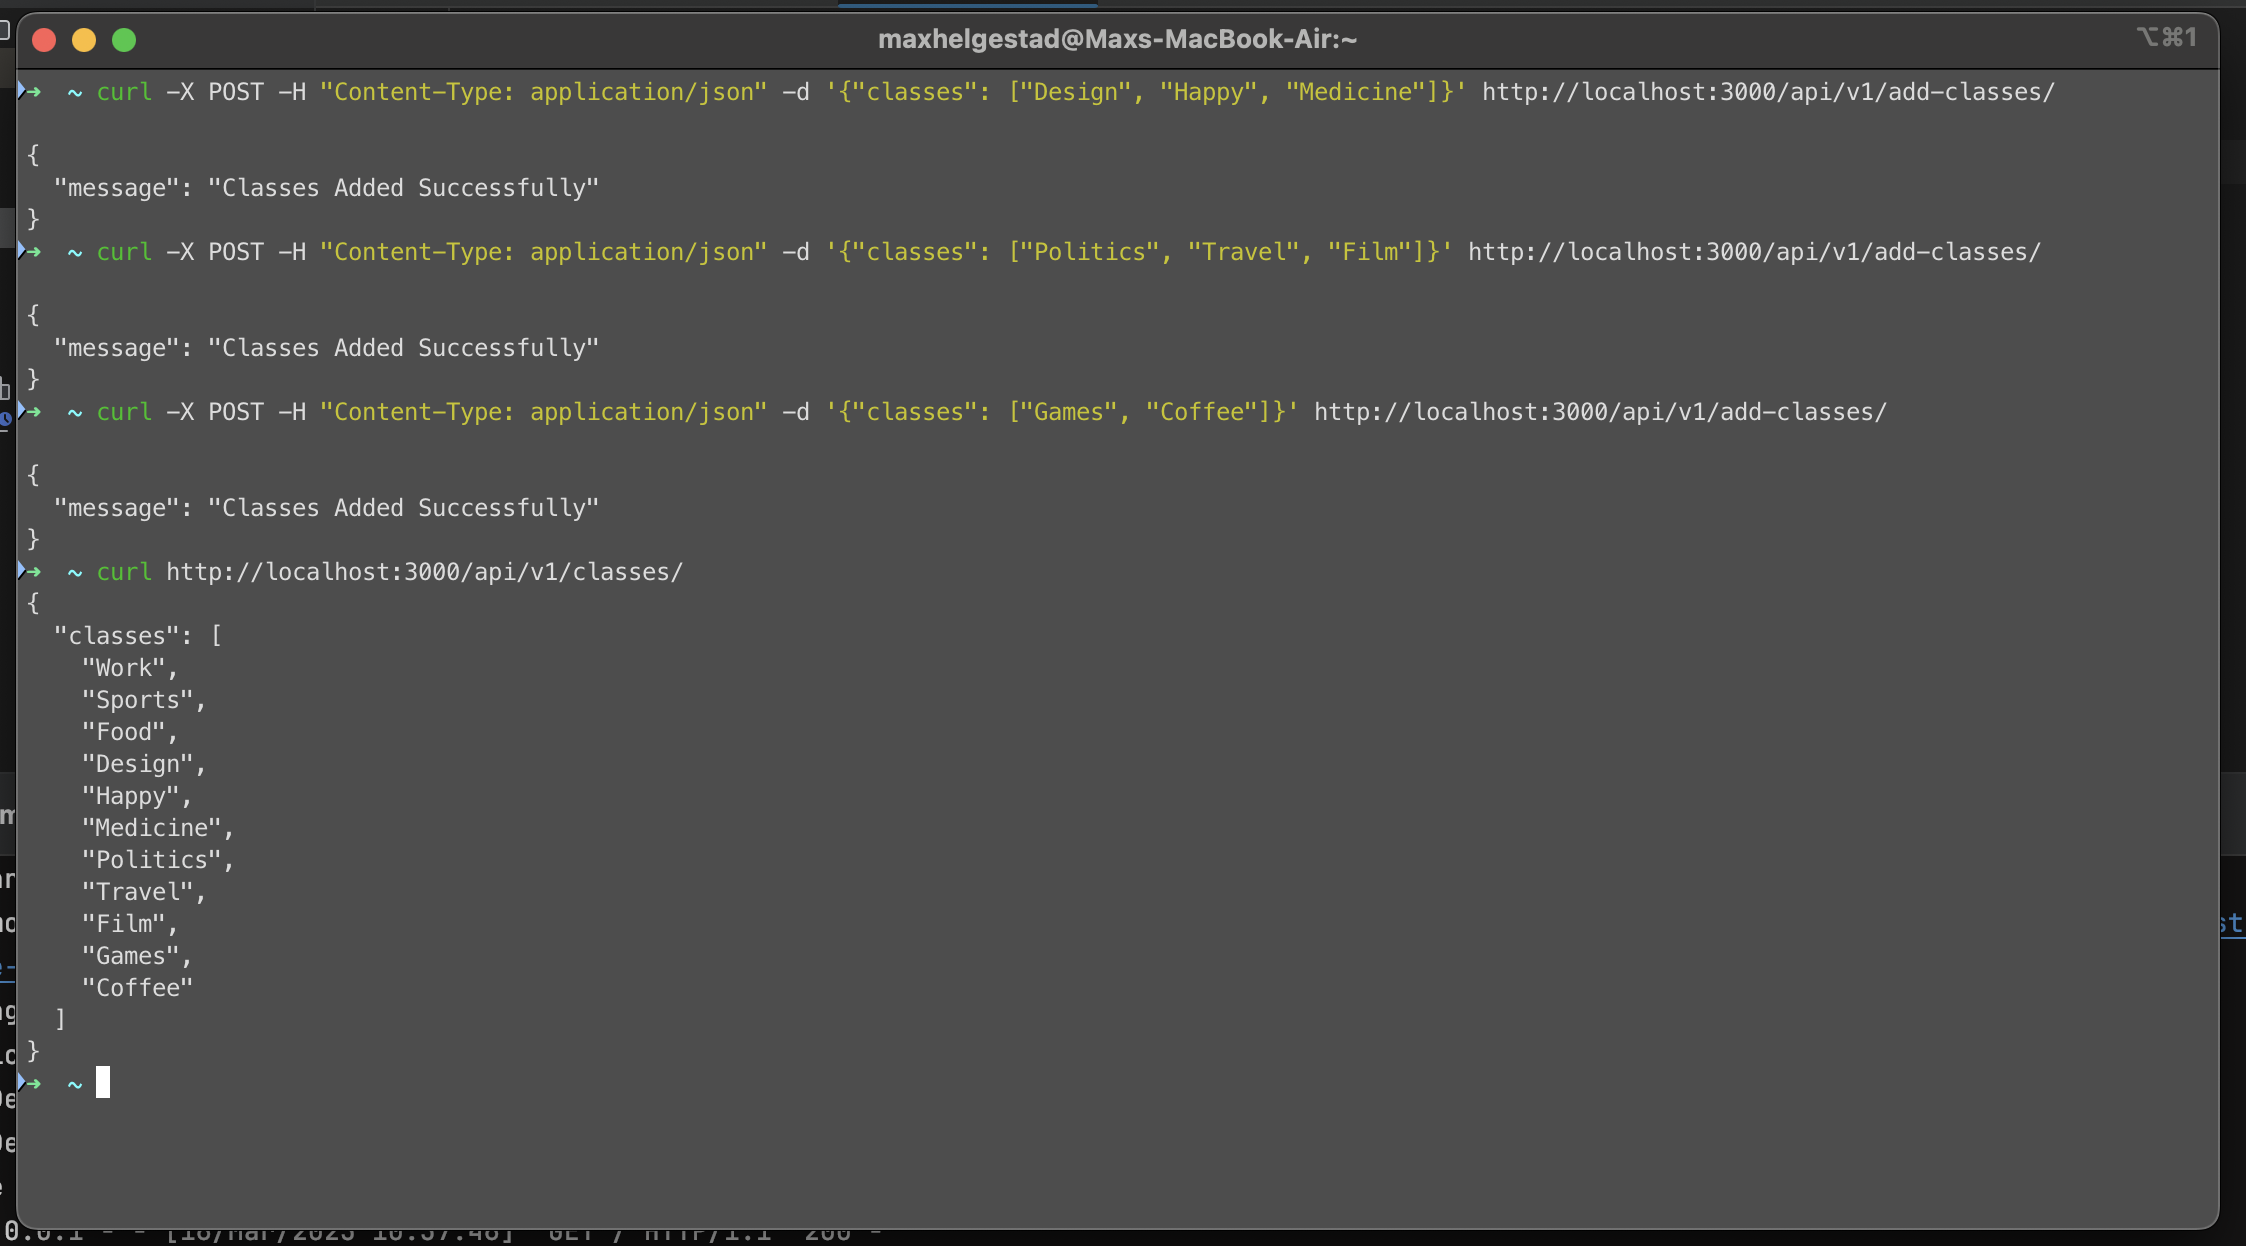 maxhelgestad@Maxs-MacBook-Air:~
⌥⌘1
➜ ~ curl -X POST -H "Content-Type: application/json" -d '{"classes": ["Design", "Happy", "Medicine"]}' http://localhost:3000/api/v1/add-classes/
{
"message": "Classes Added Successfully"
}
➜ ~ curl -X POST -H "Content-Type: application/json" -d '{"classes": ["Politics", "Travel", "Film"]}' http://localhost:3000/api/v1/add-classes/
{
"message": "Classes Added Successfully"
}
➜ ~ curl -X POST -H "Content-Type: application/json" -d '{"classes": ["Games", "Coffee"]}' http://localhost:3000/api/v1/add-classes/
{
"message": "Classes Added Successfully"
}
➜ ~ curl http://localhost:3000/api/v1/classes/
{
"classes": [
"Work",
"Sports",
"Food",
"Design",
"Happy",
"Medicine",
"Politics",
"Travel",
"Film",
"Games",
"Coffee"
]
}
➜ ~